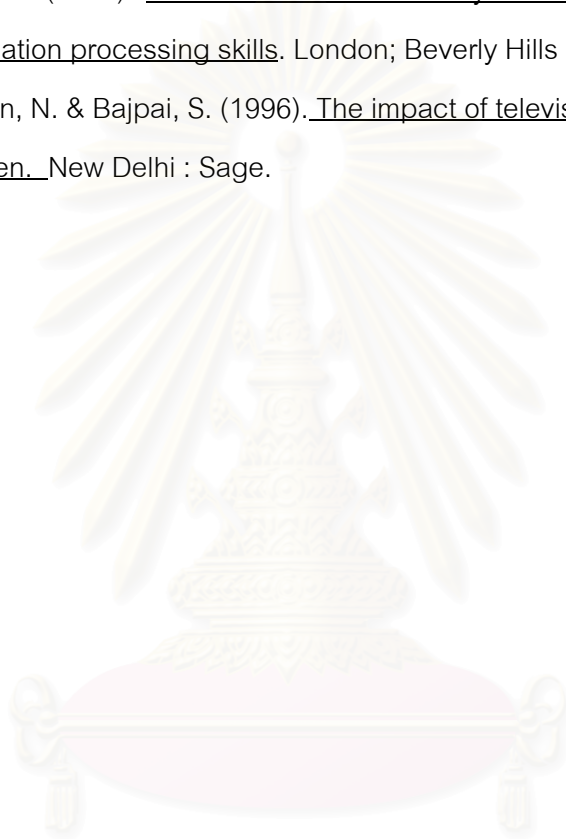 ation processing skills. London; Beverly Hills
n, N. & Bajpai, S. (1996). The impact of televis
en. New Delhi : Sage.